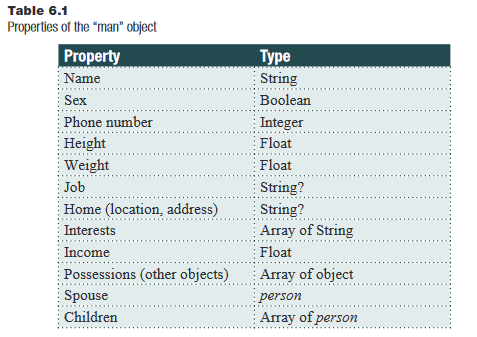 Table 6.1
Properties of the “man” object
Property Type
Name String
Sex Boolean
Phone number Integer
Height Float
Weight Float
Job String?
Home (location, address) String?
Interests Array of String
Income Float
Possessions (other objects) Array of object
Spouse person
Children Array of person